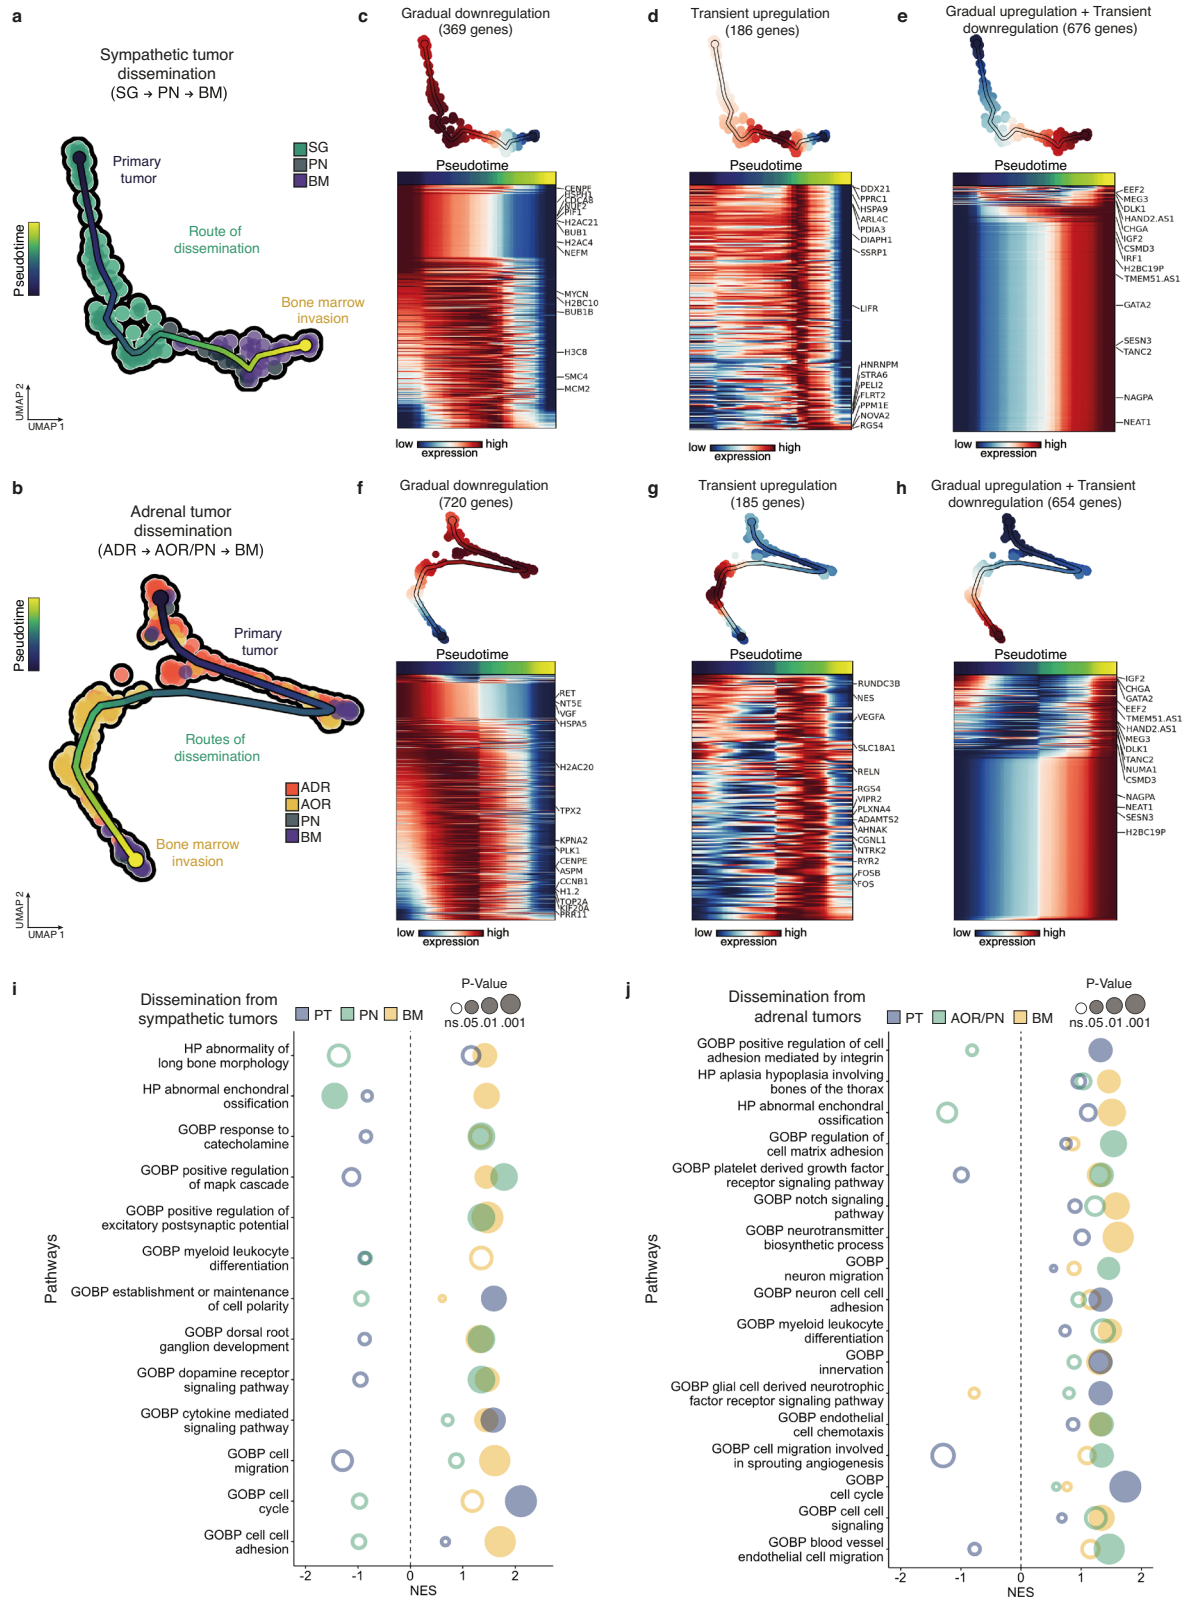 a
Sympathetic tumor
dissemination
(SG → PN → BM)
SG
PN
BM
Primary
tumor
Route of
dissemination
Bone marrow
invasion
Pseudotime
UMAP 2
UMAP 1
c
Gradual downregulation
(369 genes)
Pseudotime
CENPF
HSPH1
CDCA8
NUF2
PIF1
H2AC21
BUB1
H2AC4
NEFM
MYCN
H2BC10
BUB1B
H3C8
SMC4
MCM2
low
high
expression
d
Transient upregulation
(186 genes)
Pseudotime
DDX21
PPRC1
HSPA9
ARL4C
PDIA3
DIAPH1
SSRP1
LIFR
HNRNPM
STRA6
PELI2
FLRT2
PPM1E
NOVA2
RGS4
low
high
expression
e
Gradual upregulation + Transient
downregulation (676 genes)
Pseudotime
EEF2
MEG3
DLK1
HAND2.AS1
CHGA
IGF2
CSMD3
IRF1
H2BC19P
TMEM51.AS1
GATA2
SESN3
TANC2
NAGPA
NEAT1
low
high
expression
b
Adrenal tumor
dissemination
(ADR → AOR/PN → BM)
Pseudotime
Primary
tumor
Routes of
dissemination
ADR
AOR
PN
BM
Bone marrow
invasion
UMAP 2
UMAP 1
f
Gradual downregulation
(720 genes)
Pseudotime
RET
NT5E
VGF
HSPA5
H2AC20
TPX2
KPNA2
PLK1
CENPE
ASPM
CCNB1
H1.2
TOP2A
KIF20A
PRR11
low
high
expression
g
Transient upregulation
(185 genes)
Pseudotime
RUNDC3B
NES
VEGFA
SLC18A1
RELN
RGS4
VIPR2
PLXNA4
ADAMTS2
AHNAK
CGNL1
NTRK2
RYR2
FOSB
FOS
low
high
expression
h
Gradual upregulation + Transient
downregulation (654 genes)
Pseudotime
IGF2
CHGA
GATA2
EEF2
TMEM51.AS1
HAND2.AS1
MEG3
DLK1
TANC2
NUMA1
CSMD3
NAGPA
NEAT1
SESN3
H2BC19P
low
high
expression
i
Dissemination from
sympathetic tumors
PT
PN
BM
P-Value
ns .05 .01 .001
Pathways
HP abnormality of
long bone morphology
HP abnormal enchondral
ossification
GOBP response to
catecholamine
GOBP positive regulation
of mapk cascade
GOBP positive regulation of
excitatory postsynaptic potential
GOBP myeloid leukocyte
differentiation
GOBP establishment or maintenance
of cell polarity
GOBP dorsal root
ganglion development
GOBP dopamine receptor
signaling pathway
GOBP cytokine mediated
signaling pathway
GOBP cell
migration
GOBP cell
cycle
GOBP cell cell
adhesion
-2 -1 0 1 2
NES
j
Dissemination from
adrenal tumors
PT
AOR/PN
BM
P-Value
ns .05 .01 .001
Pathways
GOBP positive regulation of cell
adhesion mediated by integrin
HP aplasia hypoplasia involving
bones of the thorax
HP abnormal enchondral
ossification
GOBP regulation of
cell matrix adhesion
GOBP platelet derived growth factor
receptor signaling pathway
GOBP notch signaling
pathway
GOBP neurotransmitter
biosynthetic process
GOBP
neuron migration
GOBP neuron cell cell
adhesion
GOBP myeloid leukocyte
differentiation
GOBP
innervation
GOBP glial cell derived neurotrophic
factor receptor signaling pathway
GOBP endothelial
cell chemotaxis
GOBP cell migration involved
in sprouting angiogenesis
GOBP
cell cycle
GOBP cell cell
signaling
GOBP blood vessel
endothelial cell migration
-2 -1 0 1 2
NES